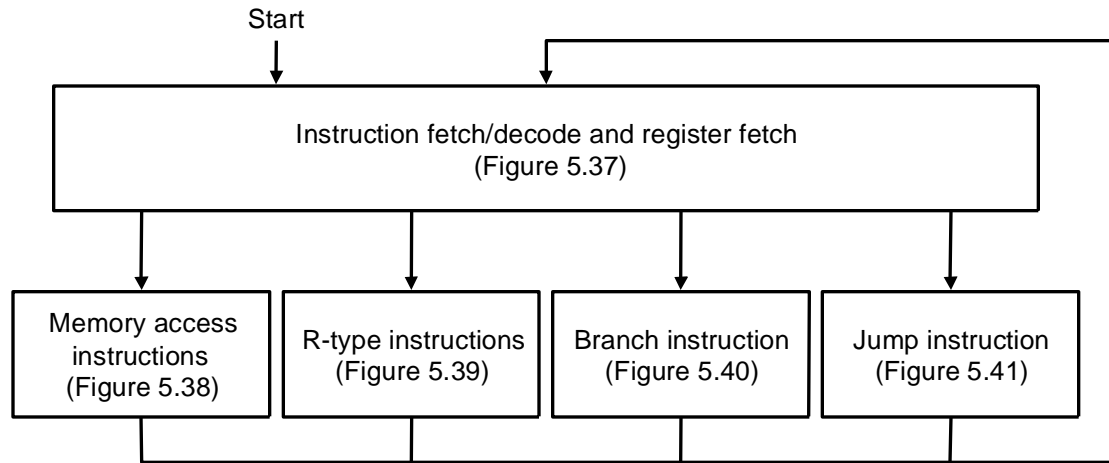 Start
Instruction fetch/decode and register fetch
(Figure 5.37)
Memory access
instructions
(Figure 5.38)
R-type instructions
(Figure 5.39)
Branch instruction
(Figure 5.40)
Jump instruction
(Figure 5.41)